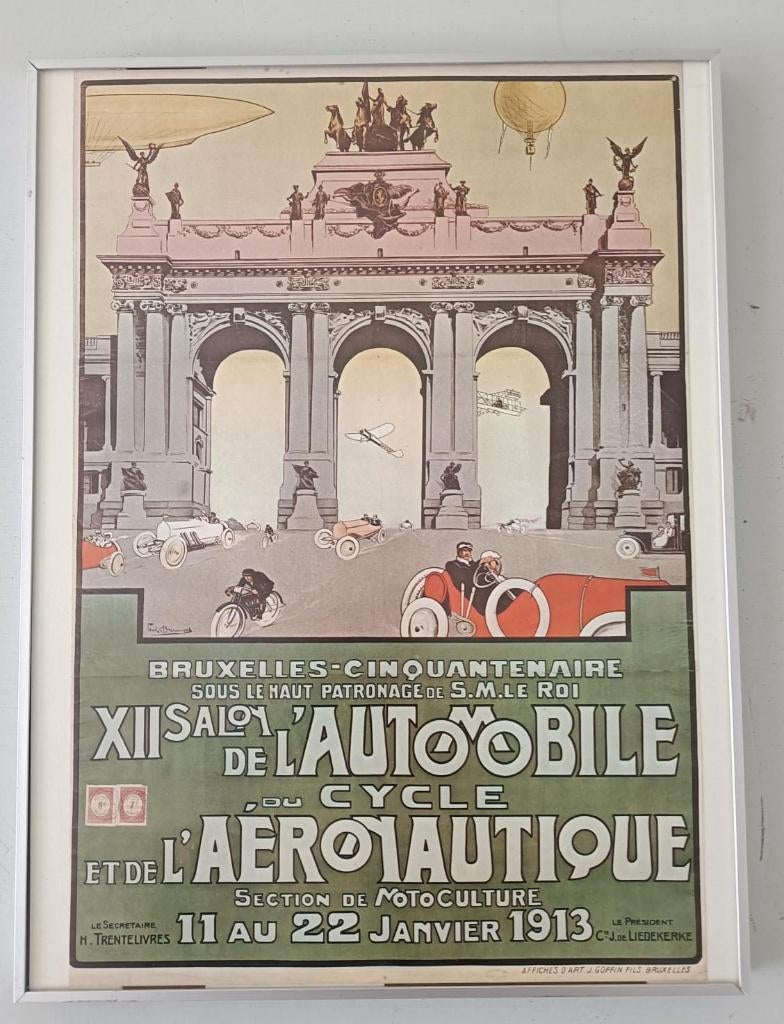 BRUXELLES-CINQUANTENAIRE
SOUS LE HAUT PATRONAGE DE S.M. LE ROI
XII SALON
DE L'AUTOMOBILE
DU CYCLE
ET DE L'AÉRONAUTIQUE
SECTION DE MOTOCULTURE
LE SECRÉTAIRE
H. TRENTELIVRES
11 AU 22 JANVIER 1913
LE PRÉSIDENT
CTE J. DE LIEDEKERKE
AFFICHES D'ART J. GOFFIN FILS. BRUXELLES